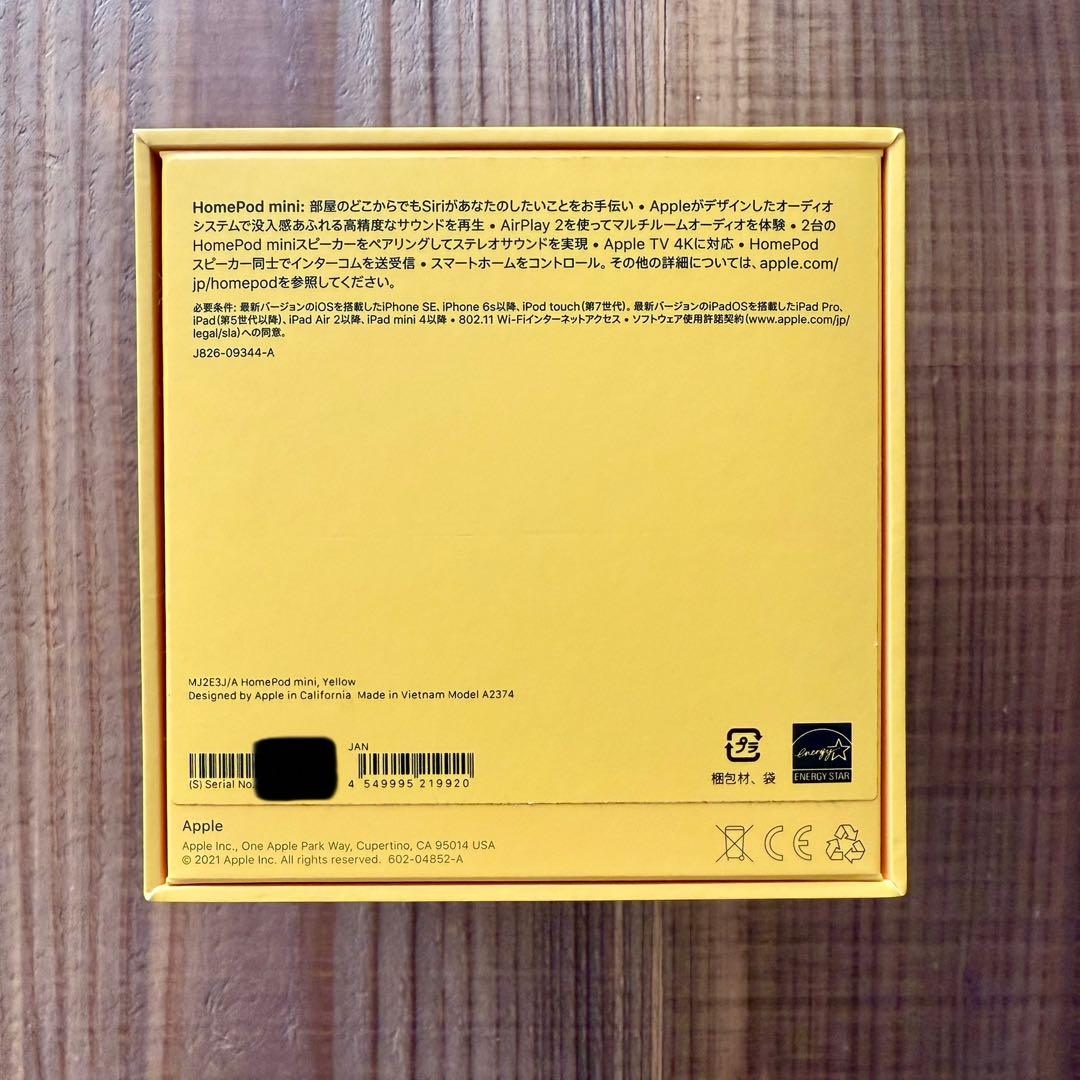 HomePod mini: 部屋のどこからでもSiriがあなたのしたいことをお手伝い • Appleがデザインしたオーディオ
システムで没入感あふれる高精度なサウンドを再生 • AirPlay 2を使ってマルチルームオーディオを体験 • 2台の
HomePod miniスピーカーをペアリングしてステレオサウンドを実現 • Apple TV 4Kに対応 • HomePod
スピーカー同士でインターコムを送受信 • スマートホームをコントロール。その他の詳細については、apple.com/
jp/homepodを参照してください。
必要条件: 最新バージョンのiOSを搭載したiPhone SE、iPhone 6s以降、iPod touch(第7世代)。最新バージョンのiPadOSを搭載したiPad Pro、
iPad(第5世代以降)、iPad Air 2以降、iPad mini 4以降 • 802.11 Wi-Fiインターネットアクセス • ソフトウェア使用許諾契約(www.apple.com/jp/
legal/sla)への同意。
J826-09344-A
MJ2E3J/A HomePod mini, Yellow
Designed by Apple in California Made in Vietnam Model A2374
(S) Serial No.
JAN
4 549995 219920
プラ
梱包材、袋
energy
ENERGY STAR
Apple
Apple Inc., One Apple Park Way, Cupertino, CA 95014 USA
© 2021 Apple Inc. All rights reserved. 602-04852-A
CE